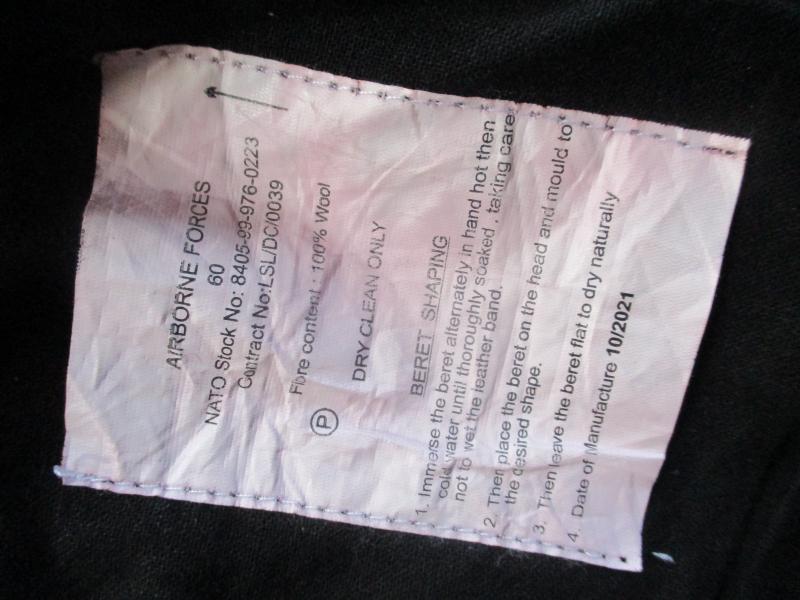 AIRBORNE FORCES
60
NATO Stock No: 8405-99-976-0223
Contract No:LSL/DC/0039
Fibre content : 100% Wool
P
DRY CLEAN ONLY
BERET SHAPING
1. Immerse the beret alternately in hand hot then
cold water until thoroughly soaked , taking care
not to wet the leather band.
2. Then place the beret on the head and mould to
the desired shape.
3. Then leave the beret flat to dry naturally
4. Date of Manufacture 10/2021